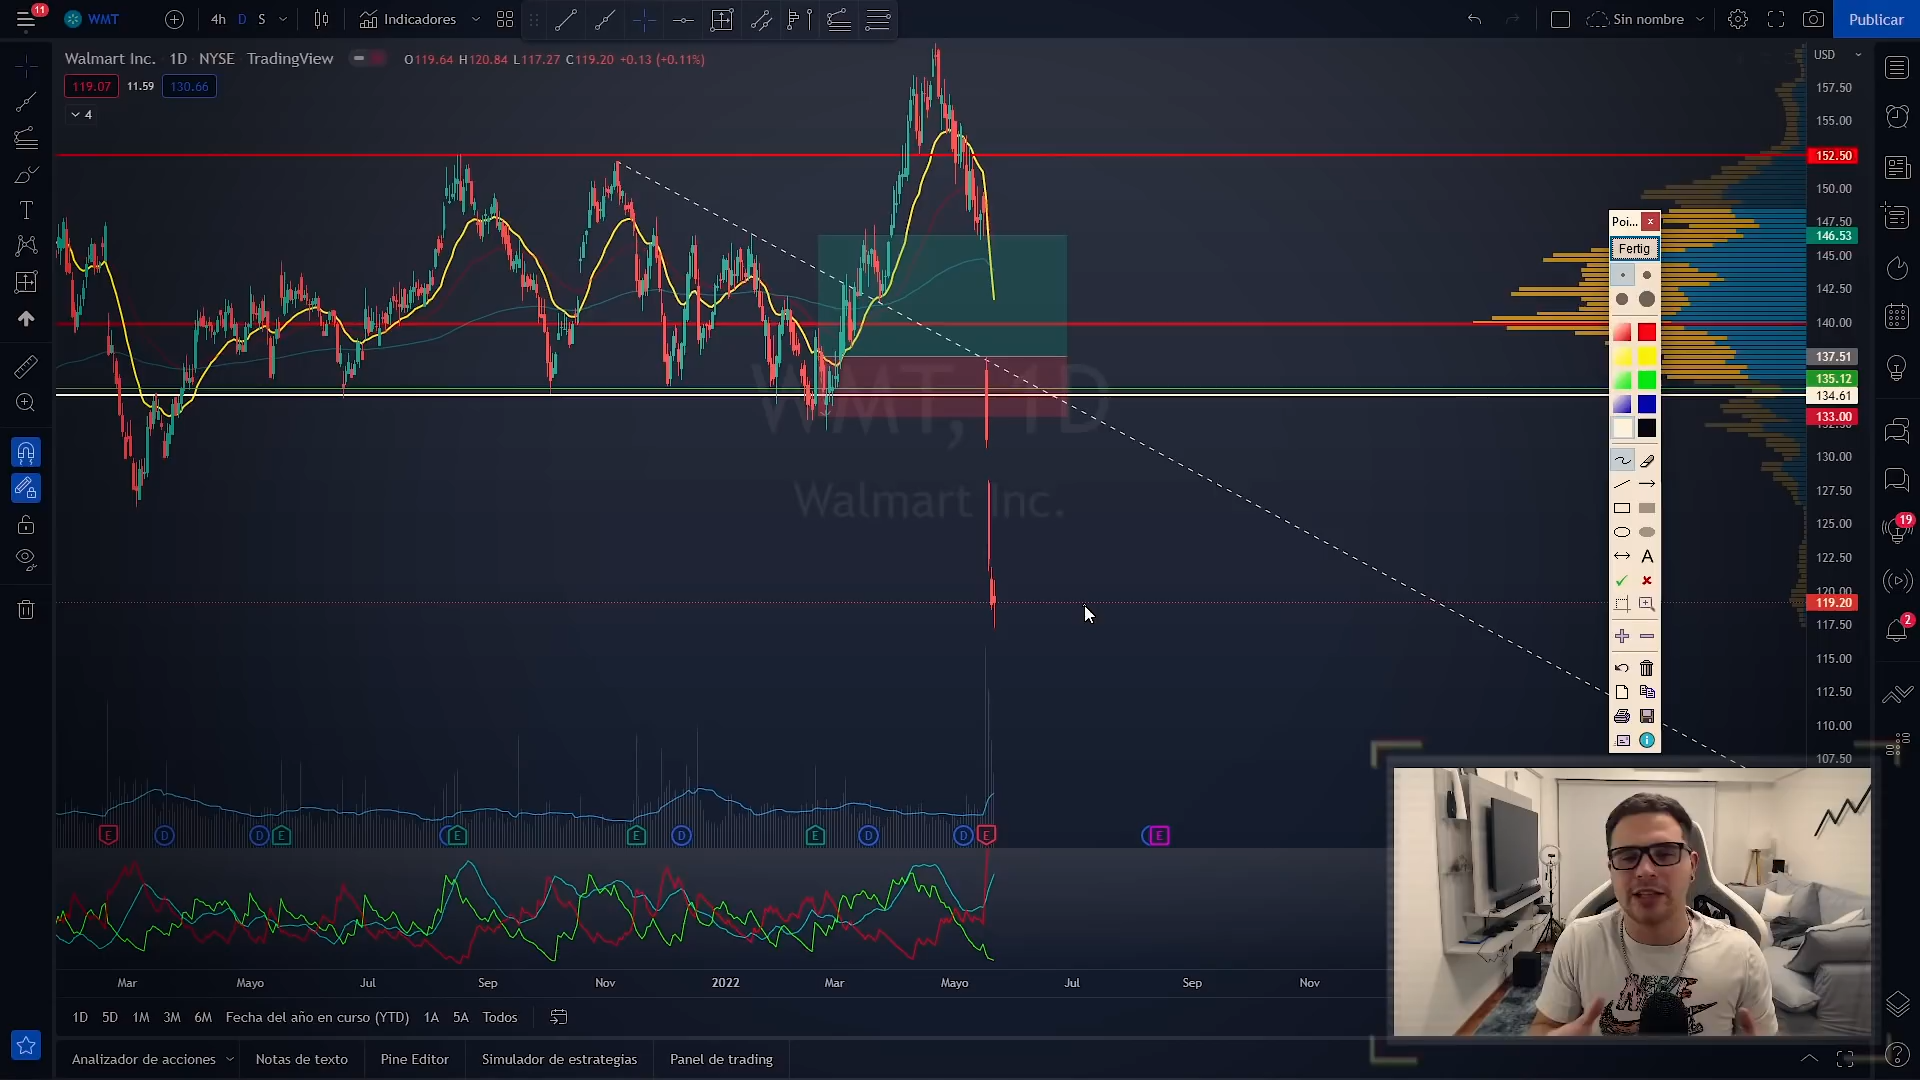 11
WMT
4h
D
S
Indicadores
Sin nombre
Publicar
Walmart Inc. 1D NYSE TradingView
O119.64 H120.84 L117.27 C119.20 +0.13 (+0.11%)
119.07
11.59
130.66
4
USD
157.50
155.00
152.50
150.00
147.50
146.53
145.00
142.50
140.00
137.51
135.12
134.61
133.00
130.00
127.50
125.00
122.50
120.00
119.20
117.50
115.00
112.50
110.00
107.50
Poi...
Fertig
A
WMT, 1D
Walmart Inc.
19
2
E
D
D
E
E
E
D
E
D
D
E
E
Mar
Mayo
Jul
Sep
Nov
2022
Mar
Mayo
Jul
Sep
Nov
1D
5D
1M
3M
6M
Fecha del año en curso (YTD)
1A
5A
Todos
Analizador de acciones
Notas de texto
Pine Editor
Simulador de estrategias
Panel de trading